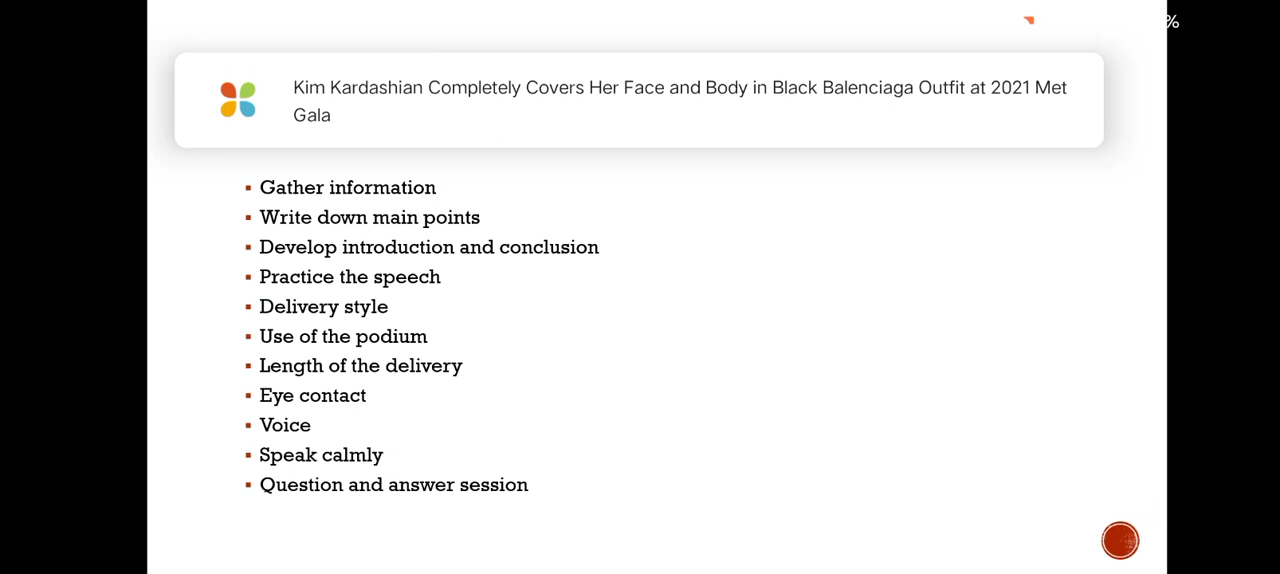 %
Kim Kardashian Completely Covers Her Face and Body in Black Balenciaga Outfit at 2021 Met
Gala
▪ Gather information
▪ Write down main points
▪ Develop introduction and conclusion
▪ Practice the speech
▪ Delivery style
▪ Use of the podium
▪ Length of the delivery
▪ Eye contact
▪ Voice
▪ Speak calmly
▪ Question and answer session